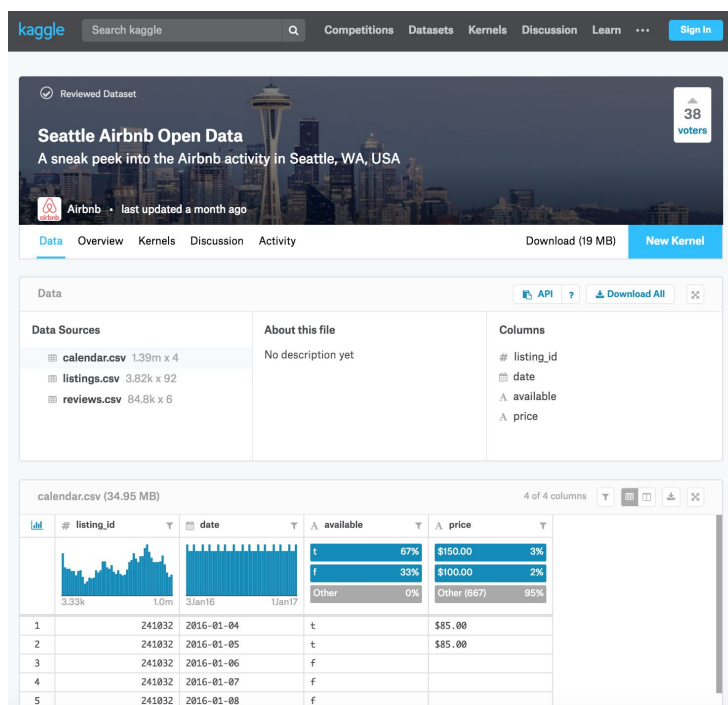 kaggle Search kaggle Competitions Datasets Kernels Discussion Learn ••• Sign In
Reviewed Dataset
38
voters
Seattle Airbnb Open Data
A sneak peek into the Airbnb activity in Seattle, WA, USA
airbnb Airbnb • last updated a month ago
Data Overview Kernels Discussion Activity Download (19 MB) New Kernel
Data API ? Download All
Data Sources About this file Columns
calendar.csv 1.39m x 4 No description yet # listing_id
listings.csv 3.82k x 92 date
reviews.csv 84.8k x 6 A available
A price
calendar.csv (34.95 MB) 4 of 4 columns
# listing_id date A available A price
t 67% $150.00 3%
f 33% $100.00 2%
Other 0% Other (667) 95%
3.33k 1.0m 3Jan16 1Jan17
1 241032 2016-01-04 t $85.00
2 241032 2016-01-05 t $85.00
3 241032 2016-01-06 f
4 241032 2016-01-07 f
5 241032 2016-01-08 f